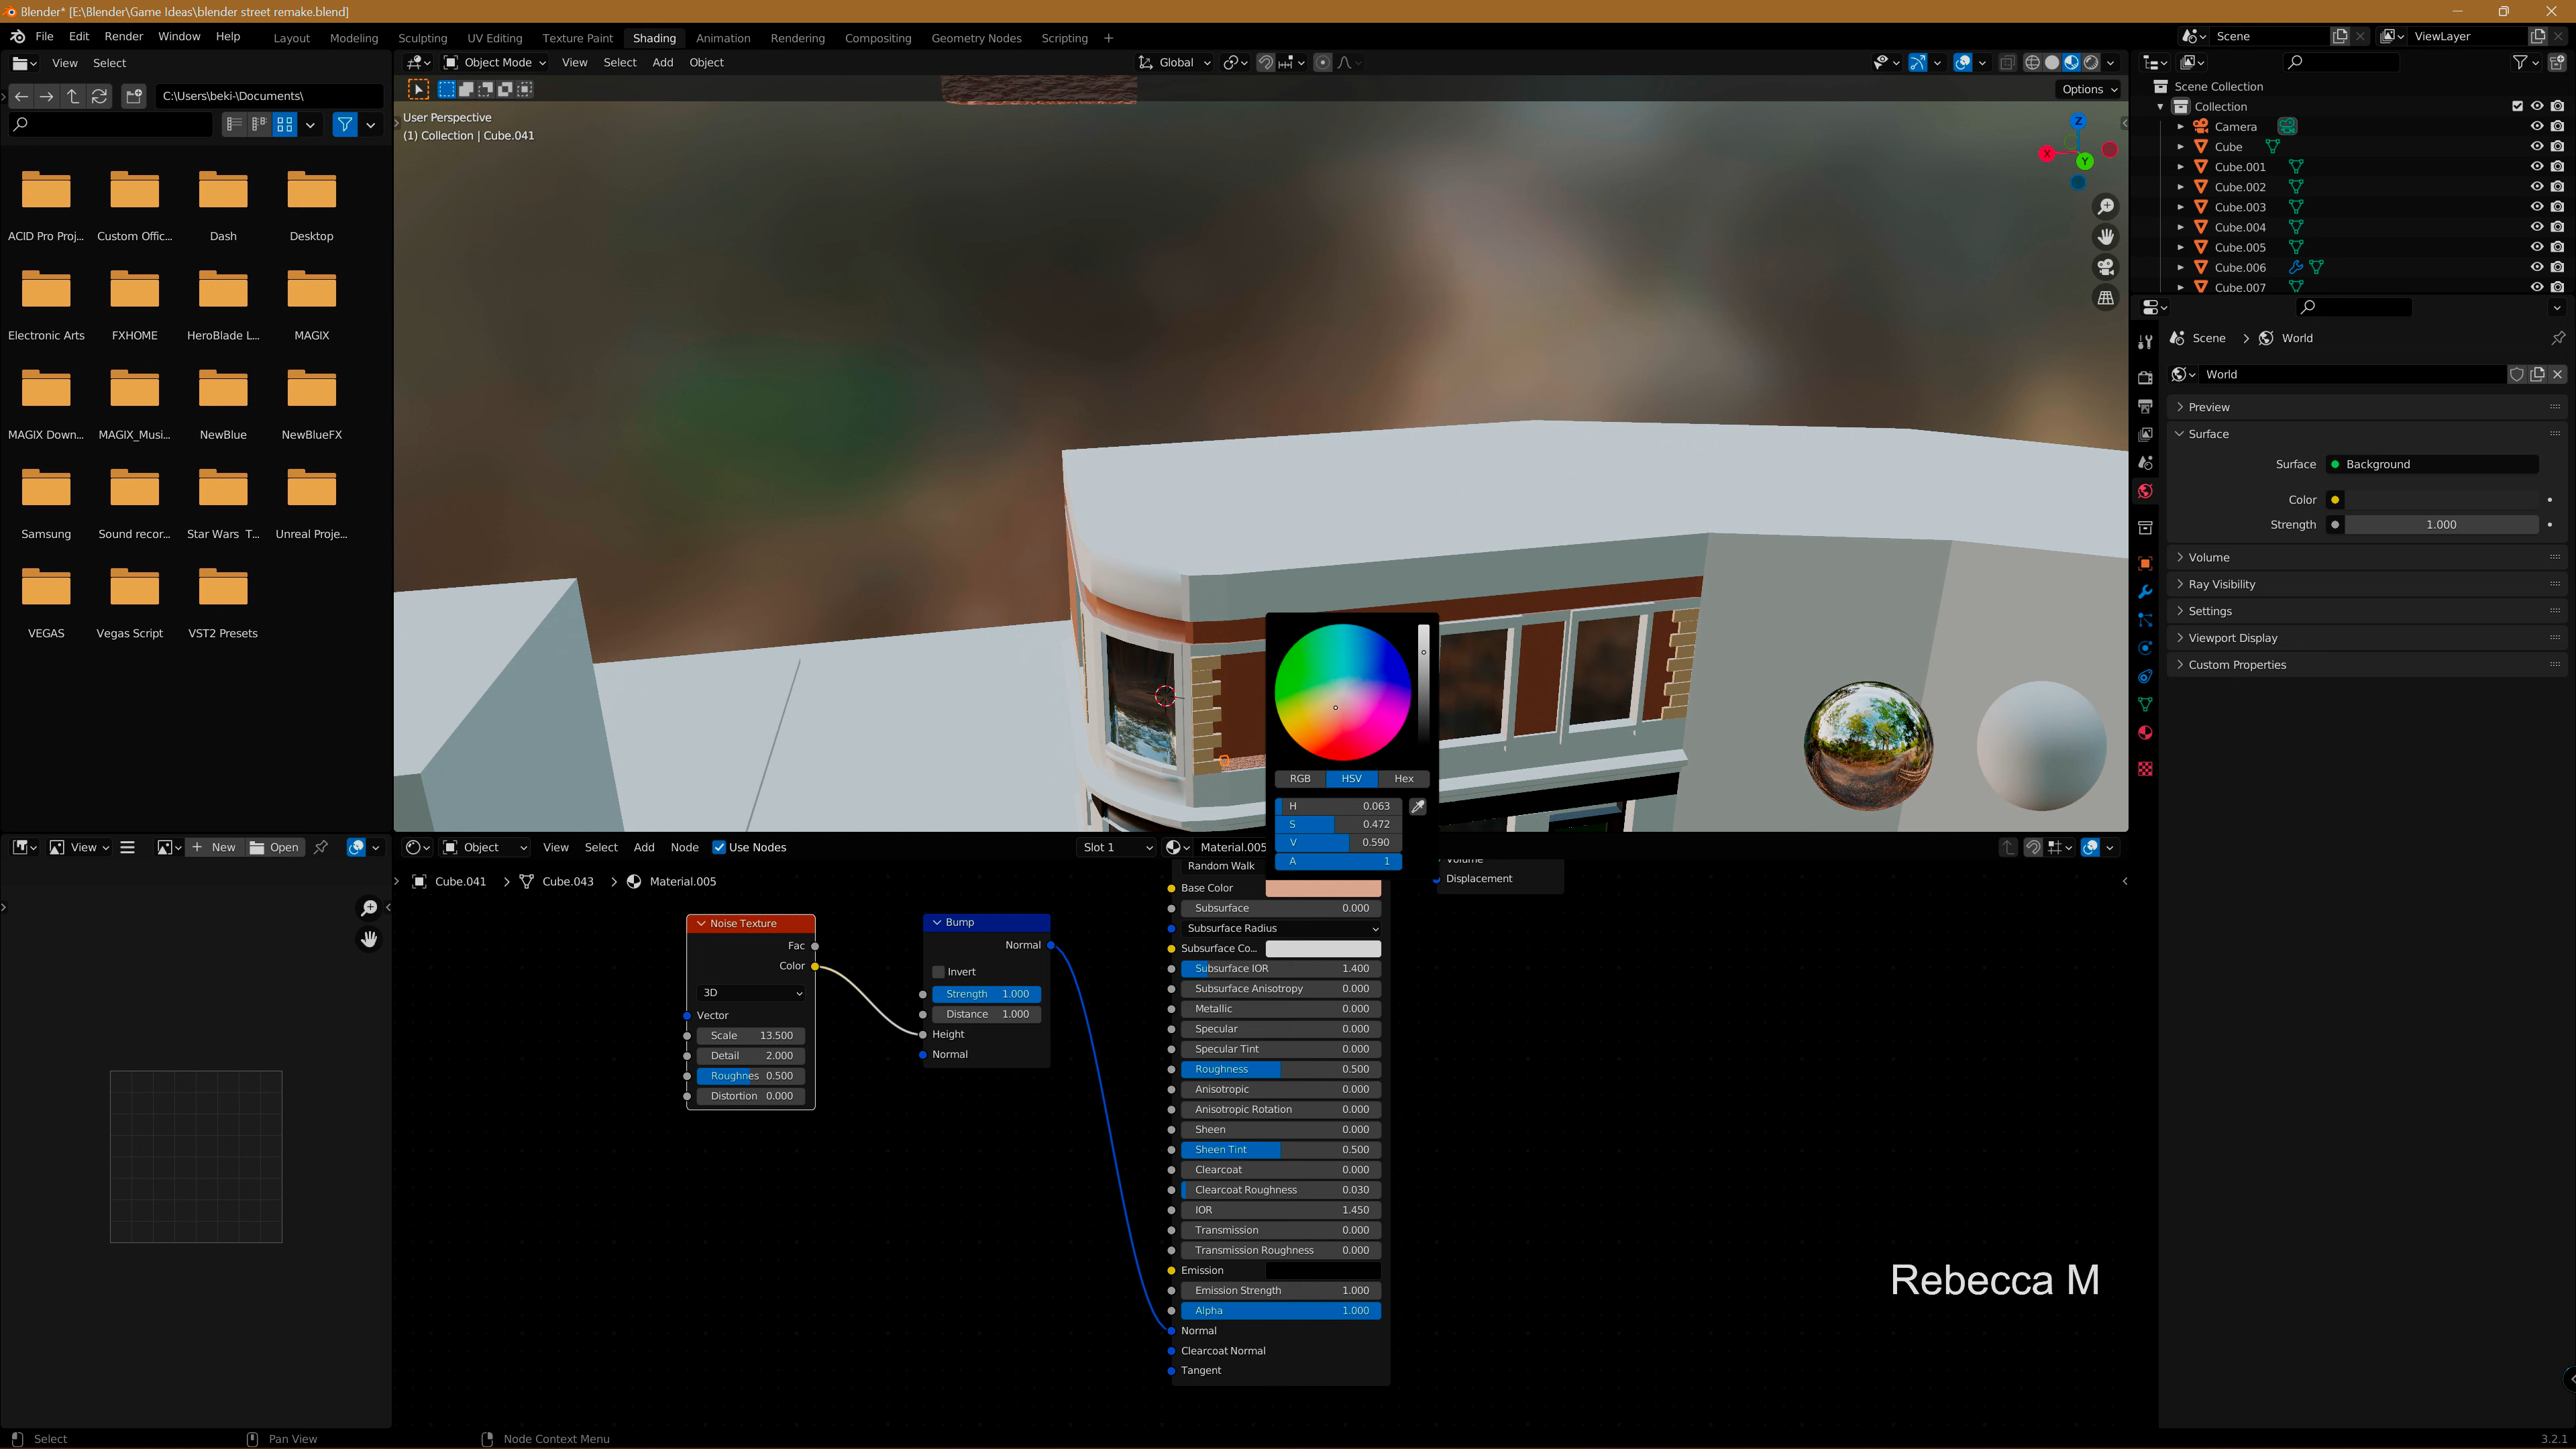 Blender* [E:\Blender\Game Ideas\blender street remake.blend]
File Edit Render Window Help Layout Modeling Sculpting UV Editing Texture Paint Shading Animation Rendering Compositing Geometry Nodes Scripting + Scene ViewLayer
View Select
Object Mode View Select Add Object Global
C:\Users\beki-\Documents\
Options
User Perspective
(1) Collection | Cube.041
Z
X
Y
ACID Pro Proj... Custom Offic... Dash Desktop
Electronic Arts FXHOME HeroBlade L... MAGIX
MAGIX Down... MAGIX_Musi... NewBlue NewBlueFX
Samsung Sound recor... Star Wars T... Unreal Proje...
VEGAS Vegas Script VST2 Presets
Scene Collection
Collection
Camera
Cube
Cube.001
Cube.002
Cube.003
Cube.004
Cube.005
Cube.006
Cube.007
Scene > World
World
Preview
Surface
Surface Background
Color
Strength 1.000
Volume
Ray Visibility
Settings
Viewport Display
Custom Properties
RGB HSV Hex
H 0.063
S 0.472
V 0.590
A 1
View New Open
Object View Select Add Node Use Nodes Slot 1 Material.005
Cube.041 > Cube.043 > Material.005
Noise Texture
Fac
Color
3D
Vector
Scale 13.500
Detail 2.000
Roughnes 0.500
Distortion 0.000
Bump
Normal
Invert
Strength 1.000
Distance 1.000
Height
Normal
Random Walk
Base Color
Subsurface 0.000
Subsurface Radius
Subsurface Co...
Subsurface IOR 1.400
Subsurface Anisotropy 0.000
Metallic 0.000
Specular 0.000
Specular Tint 0.000
Roughness 0.500
Anisotropic 0.000
Anisotropic Rotation 0.000
Sheen 0.000
Sheen Tint 0.500
Clearcoat 0.000
Clearcoat Roughness 0.030
IOR 1.450
Transmission 0.000
Transmission Roughness 0.000
Emission
Emission Strength 1.000
Alpha 1.000
Normal
Clearcoat Normal
Tangent
Volume
Displacement
Rebecca M
Select Pan View Node Context Menu 3.2.1